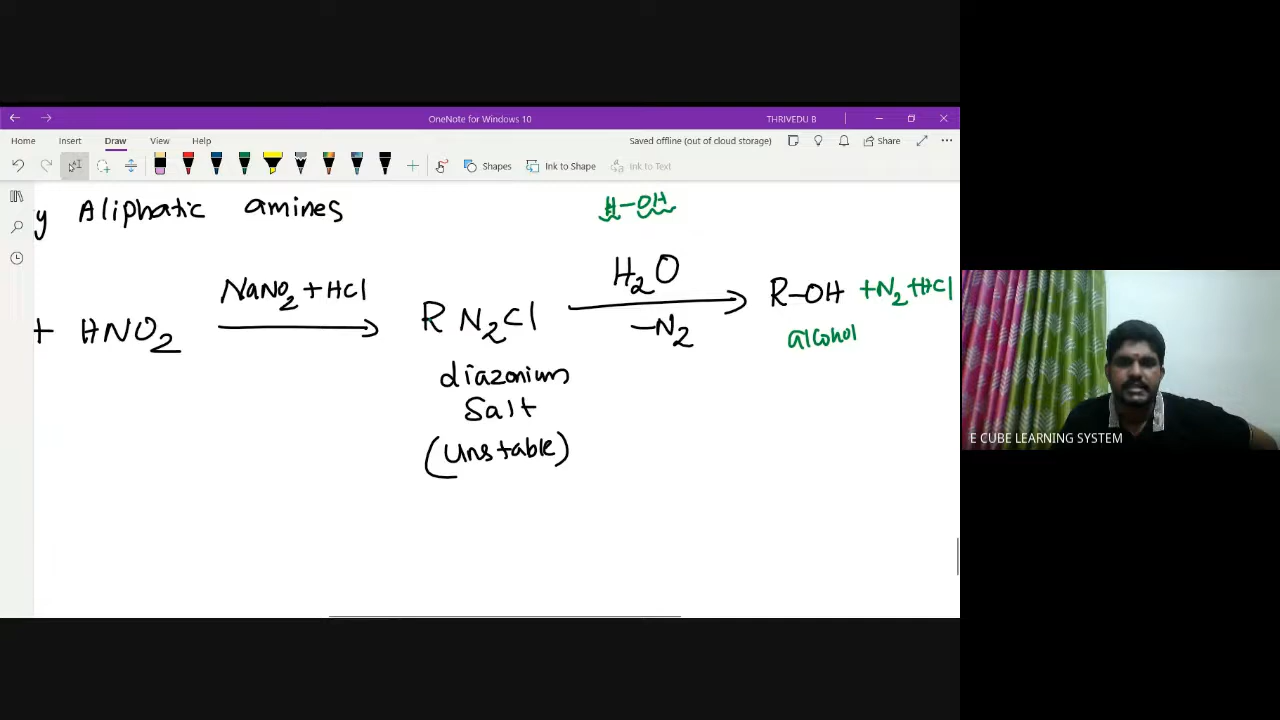 OneNote for Windows 10
THRIVEDU B
Home Insert Draw View Help
Saved offline (out of cloud storage)
Share
Shapes
Ink to Shape
Ink to Text
y Aliphatic amines
H-OH
+ HNO2
NaNO2+HCl
R N2Cl
H2O
-N2
R-OH +N2+HCl
alcohol
diazonium
Salt
(Unstable)
E CUBE LEARNING SYSTEM